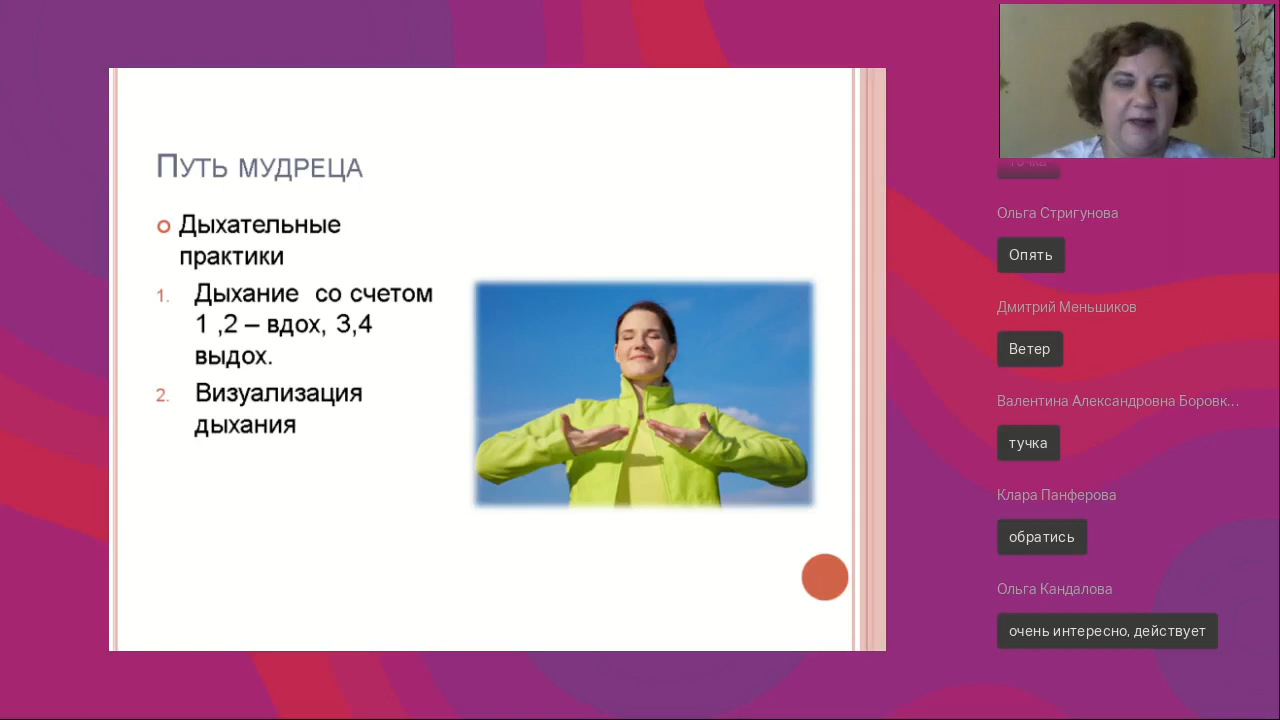 Путь мудреца
Дыхательные
практики
1. Дыхание со счетом
1 ,2 – вдох, 3,4
выдох.
2. Визуализация
дыхания
точка
Ольга Стригунова
Опять
Дмитрий Меньшиков
Ветер
Валентина Александровна Боровк...
тучка
Клара Панферова
обратись
Ольга Кандалова
очень интересно, действует